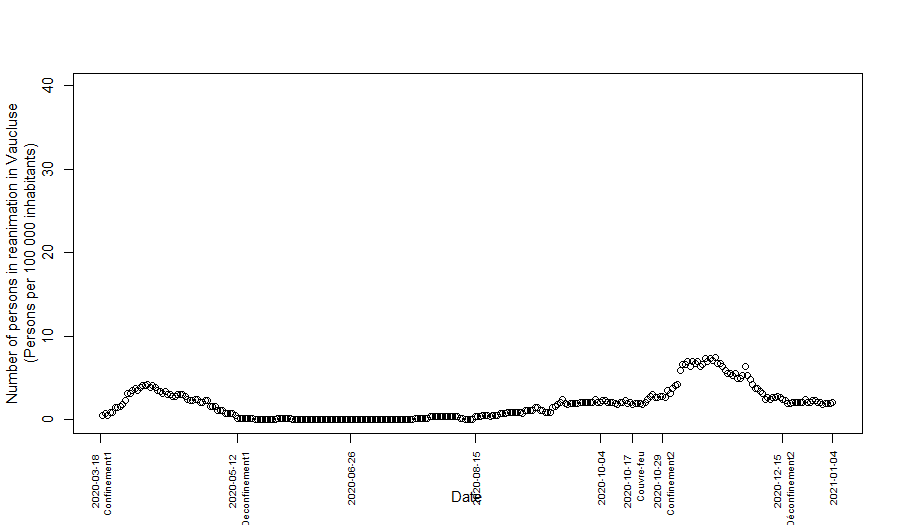 Number of persons in reanimation in Vaucluse
(Persons per 100 000 inhabitants)
40
30
20
10
0
2020-03-18
Confinement1
2020-05-12
Déconfinement1
2020-06-26
2020-08-15
2020-10-04
2020-10-17
Couvre-feu
2020-10-29
Confinement2
2020-12-15
Déconfinement2
2021-01-04
Date